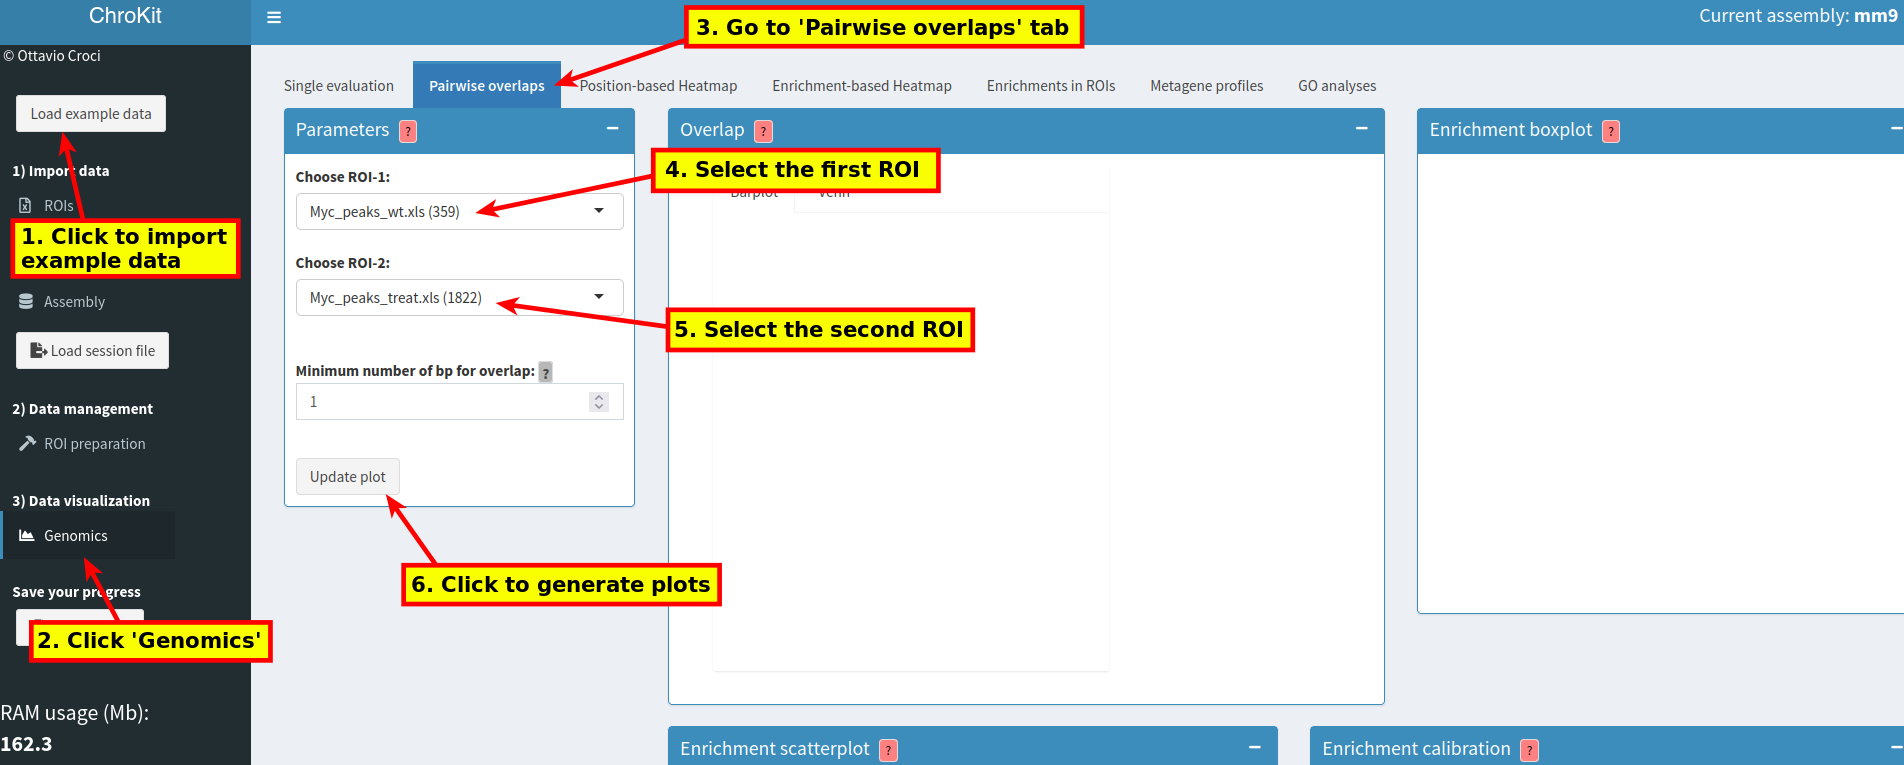 ChroKit
Current assembly: mm9
© Ottavio Croci
3. Go to 'Pairwise overlaps' tab
Load example data
Single evaluation
Pairwise overlaps
Position-based Heatmap
Enrichment-based Heatmap
Enrichments in ROIs
Metagene profiles
GO analyses
1) Import data
ROIs
1. Click to import
example data
Assembly
Load session file
2) Data management
ROI preparation
3) Data visualization
Genomics
Save your progress
2. Click 'Genomics'
RAM usage (Mb):
162.3
Parameters ?
Choose ROI-1:
Myc_peaks_wt.xls (359)
Choose ROI-2:
Myc_peaks_treat.xls (1822)
Minimum number of bp for overlap: ?
1
Update plot
6. Click to generate plots
Overlap ?
4. Select the first ROI
Barplot
Venn
5. Select the second ROI
Enrichment boxplot ?
Enrichment scatterplot ?
Enrichment calibration ?